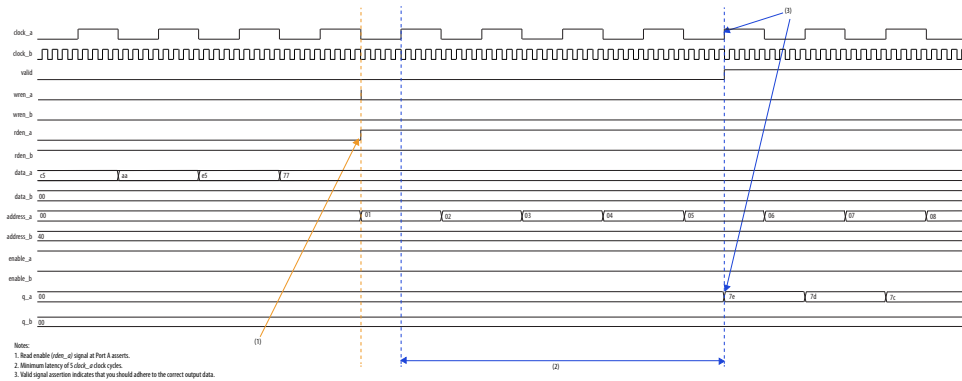 (3)
clock_a
clock_b
valid
wren_a
wren_b
rden_a
rden_b
data_a c5 aa e5 77
data_b 00
address_a 00 01 02 03 04 05 06 07 08
address_b 40
enable_a
enable_b
q_a 00 7e 7d 7c
q_b 00
(1)
(2)
Notes:
1. Read enable (rden_a) signal at Port A asserts.
2. Minimum latency of 5 clock_a clock cycles.
3. Valid signal assertion indicates that you should adhere to the correct output data.